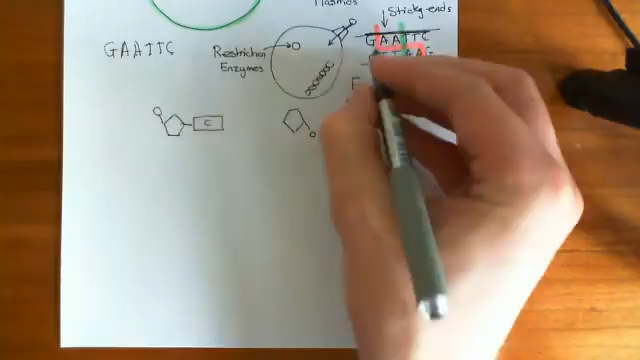 Plasmids
Sticky-ends
GAATTC
GAATTC
Restriction
Enzymes
C